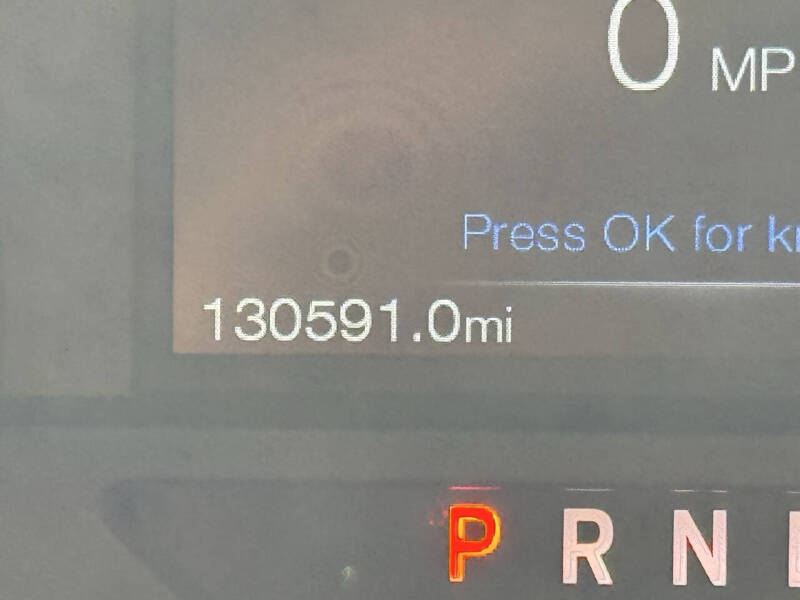 0 MP
Press OK for k
130591.0mi
P R N